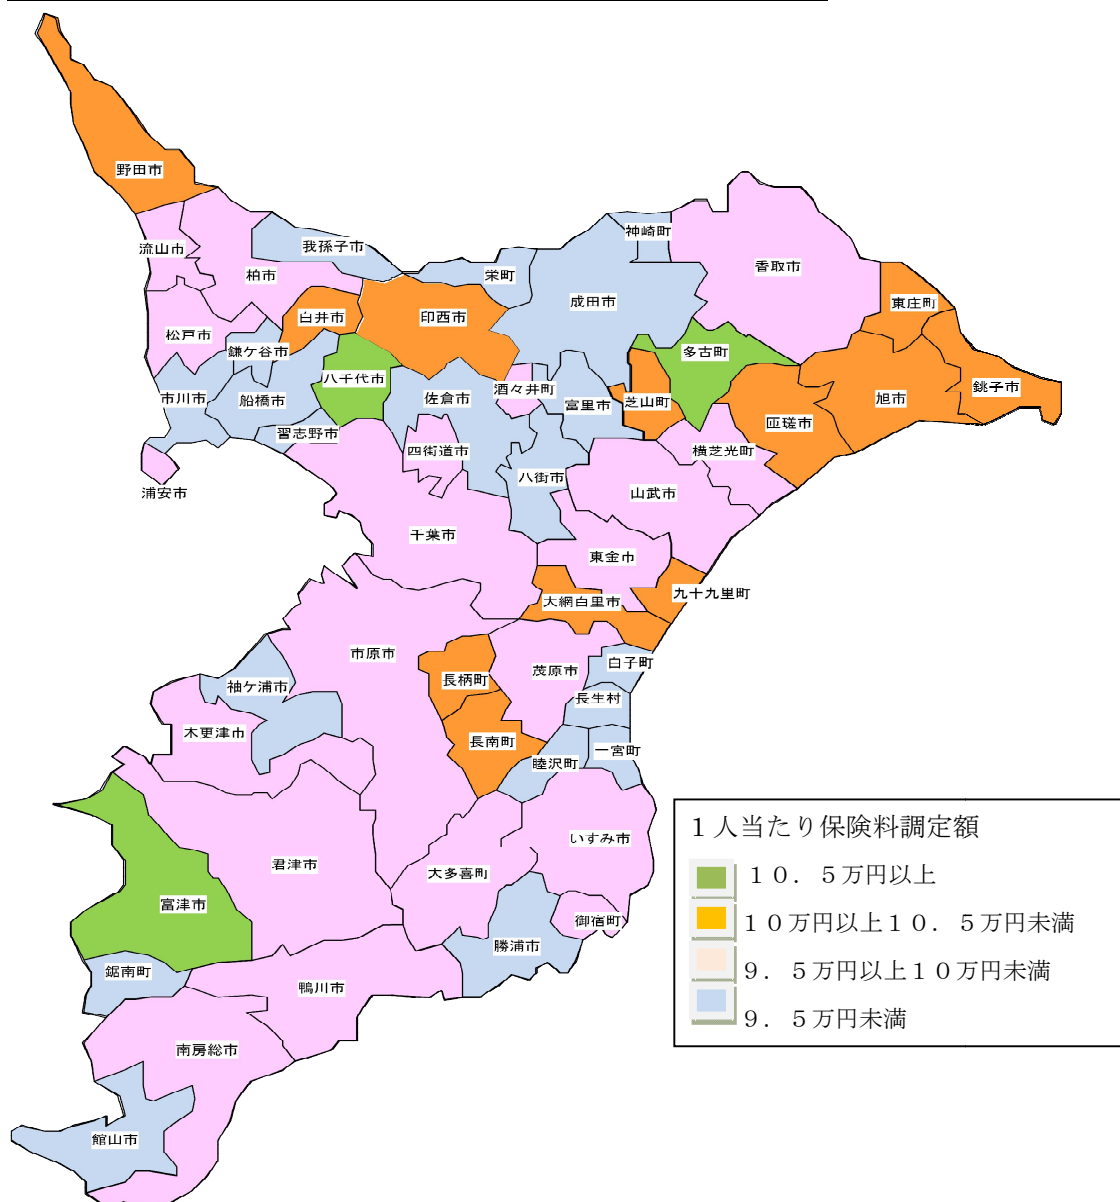 野田市
流山市
我孫子市
神崎町
柏市
栄町
香取市
成田市
東庄町
白井市
印西市
松戸市
鎌ケ谷市
多古町
八千代市
酒々井町
銚子市
市川市
船橋市
佐倉市
富里市
芝山町
旭市
匝瑳市
習志野市
四街道市
横芝光町
八街市
浦安市
山武市
千葉市
東金市
九十九里町
大網白里市
市原市
白子町
茂原市
長柄町
袖ケ浦市
長生村
木更津市
長南町
一宮町
睦沢町
1人当たり保険料調定額
いすみ市
君津市
大多喜町
10.5万円以上
富津市
御宿町
10万円以上10.5万円未満
勝浦市
鋸南町
9.5万円以上10万円未満
鴨川市
9.5万円未満
南房総市
館山市